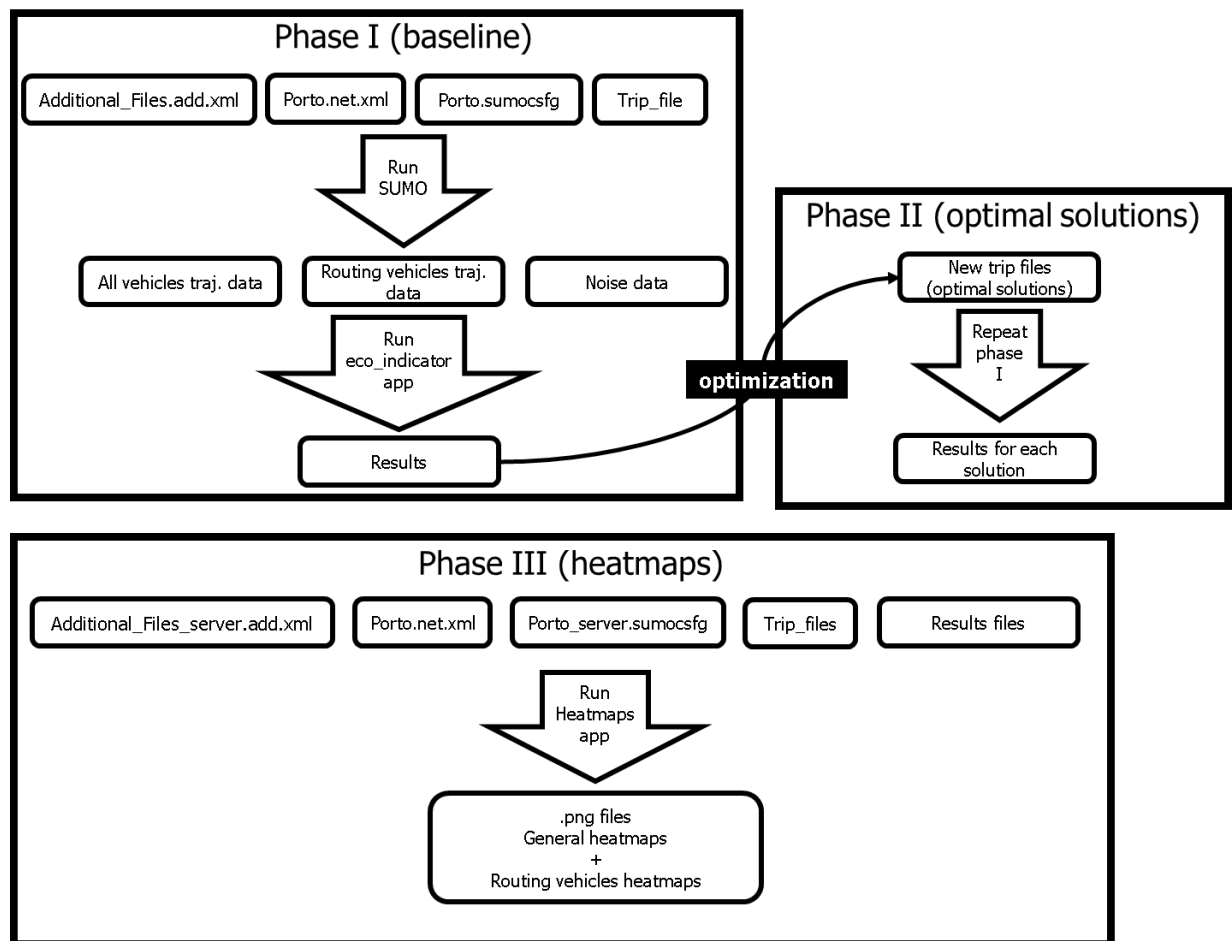 Phase I (baseline)
Additional_Files.add.xml
Porto.net.xml
Porto.sumocsfg
Trip_file
Run
SUMO
All vehicles traj. data
Routing vehicles traj.
data
Noise data
Run
eco_indicator
app
Results
optimization
Phase II (optimal solutions)
New trip files
(optimal solutions)
Repeat
phase
I
Results for each
solution
Phase III (heatmaps)
Additional_Files_server.add.xml
Porto.net.xml
Porto_server.sumocsfg
Trip_files
Results files
Run
Heatmaps
app
.png files
General heatmaps
+
Routing vehicles heatmaps